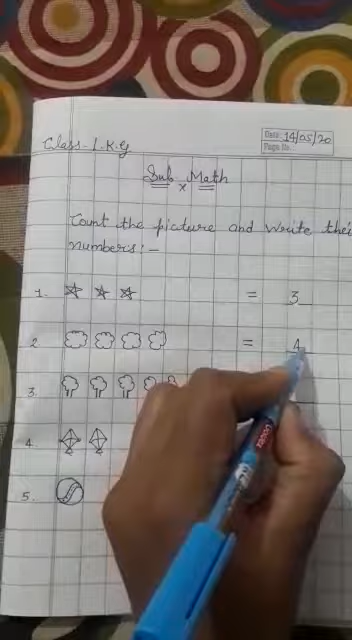 Date: 14/05/20
Page No.
Class - L.K.G
Sub Math
Count the picture and write their
numbers:-
1. = 3
2. = 4
3.
4.
5.